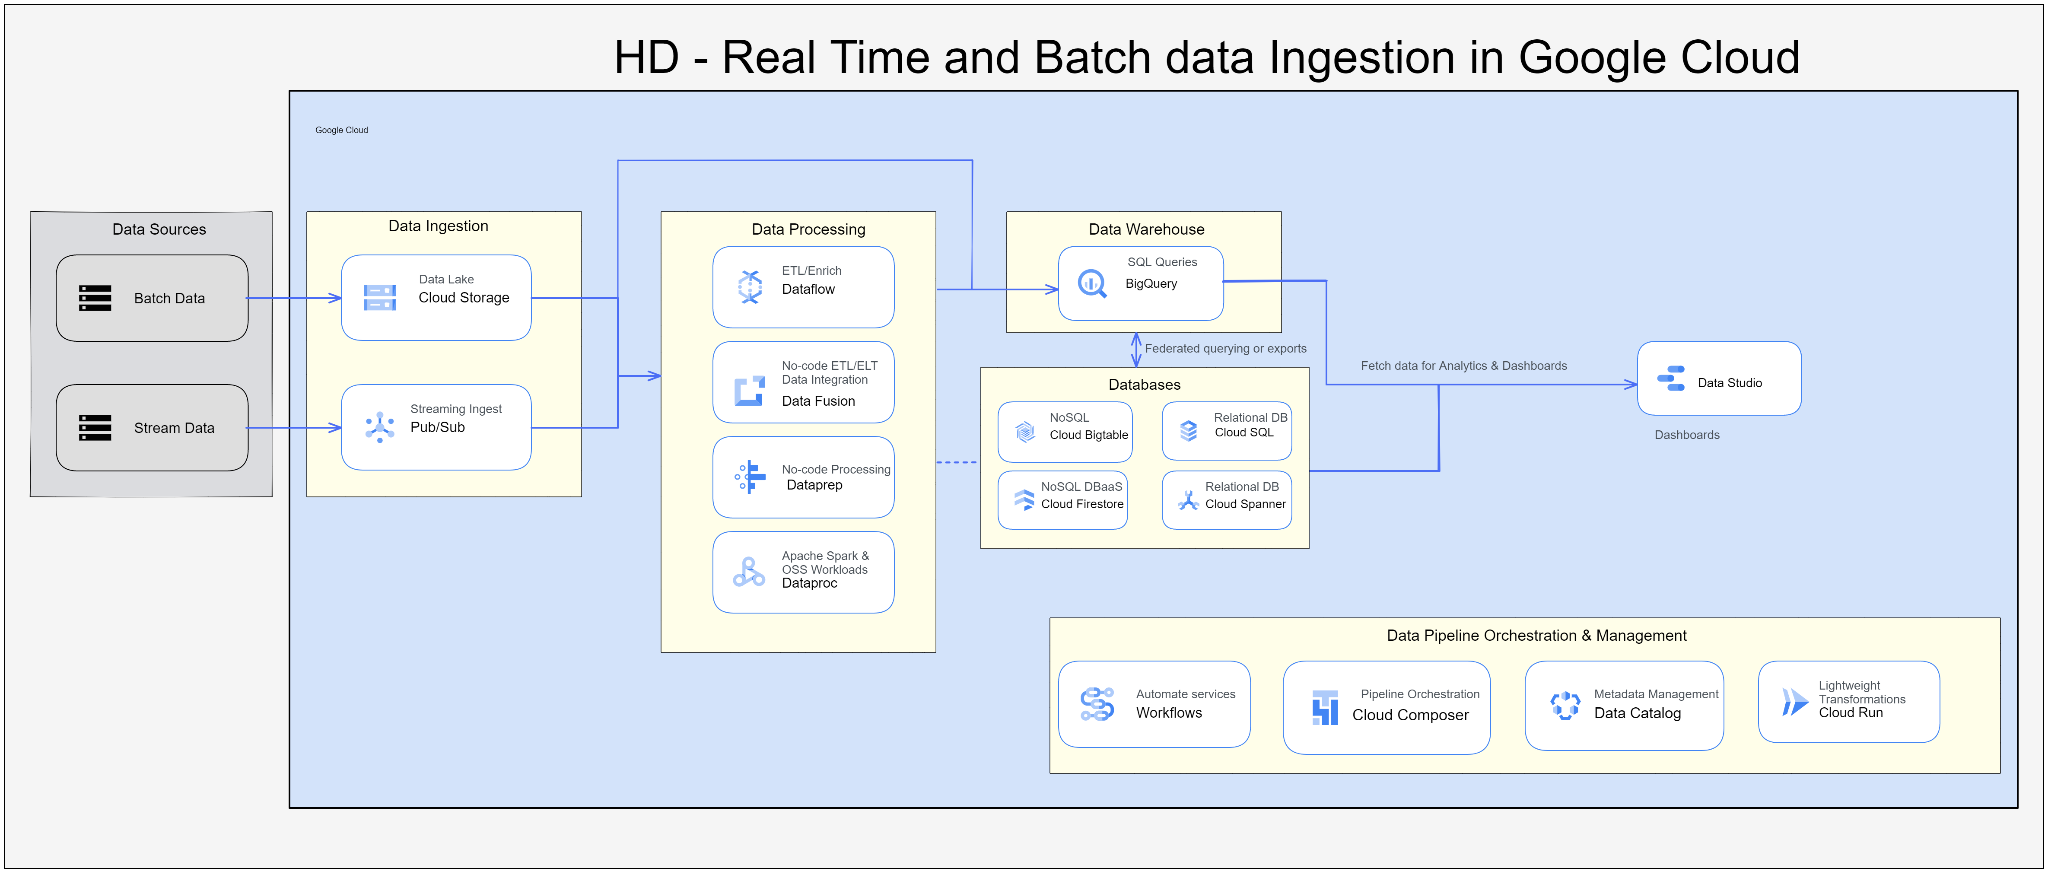 HD - Real Time and Batch data Ingestion in Google Cloud
Google Cloud
Data Sources
Batch Data
Stream Data
Data Ingestion
Data Lake
Cloud Storage
Streaming Ingest
Pub/Sub
Data Processing
ETL/Enrich
Dataflow
No-code ETL/ELT
Data Integration
Data Fusion
No-code Processing
Dataprep
Apache Spark &
OSS Workloads
Dataproc
Data Warehouse
SQL Queries
BigQuery
Federated querying or exports
Databases
NoSQL
Cloud Bigtable
Relational DB
Cloud SQL
NoSQL DBaaS
Cloud Firestore
Relational DB
Cloud Spanner
Fetch data for Analytics & Dashboards
Data Studio
Dashboards
Data Pipeline Orchestration & Management
Automate services
Workflows
Pipeline Orchestration
Cloud Composer
Metadata Management
Data Catalog
Lightweight
Transformations
Cloud Run